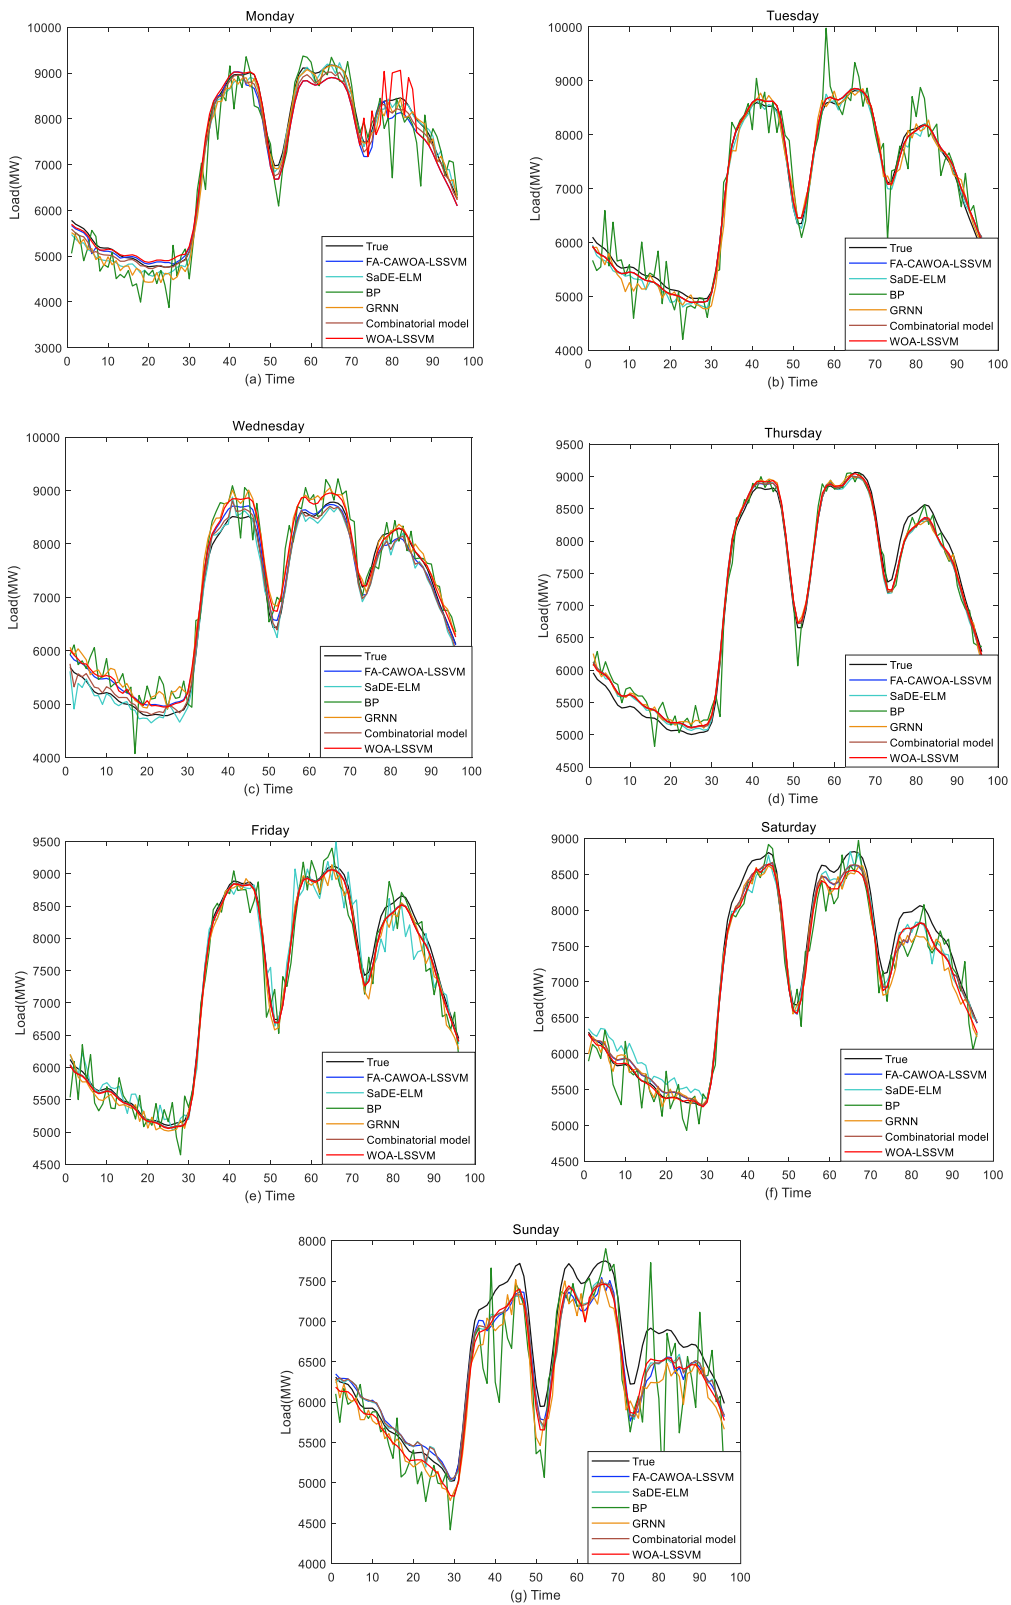 Monday
10000
9000
8000
7000
6000
5000
4000
3000
Load(MW)
0 10 20 30 40 50 60 70 80 90 100
(a) Time
True
FA-CAWOA-LSSVM
SaDE-ELM
BP
GRNN
Combinatorial model
WOA-LSSVM
Tuesday
10000
9000
8000
7000
6000
5000
4000
Load(MW)
0 10 20 30 40 50 60 70 80 90 100
(b) Time
True
FA-CAWOA-LSSVM
SaDE-ELM
BP
GRNN
Combinatorial model
WOA-LSSVM
Wednesday
10000
9000
8000
7000
6000
5000
4000
Load(MW)
0 10 20 30 40 50 60 70 80 90 100
(c) Time
True
FA-CAWOA-LSSVM
SaDE-ELM
BP
GRNN
Combinatorial model
WOA-LSSVM
Thursday
9500
9000
8500
8000
7500
7000
6500
6000
5500
5000
4500
Load(MW)
0 10 20 30 40 50 60 70 80 90 100
(d) Time
True
FA-CAWOA-LSSVM
SaDE-ELM
BP
GRNN
Combinatorial model
WOA-LSSVM
Friday
9500
9000
8500
8000
7500
7000
6500
6000
5500
5000
4500
Load(MW)
0 10 20 30 40 50 60 70 80 90 100
(e) Time
True
FA-CAWOA-LSSVM
SaDE-ELM
BP
GRNN
Combinatorial model
WOA-LSSVM
Saturday
9000
8500
8000
7500
7000
6500
6000
5500
5000
4500
Load(MW)
0 10 20 30 40 50 60 70 80 90 100
(f) Time
True
FA-CAWOA-LSSVM
SaDE-ELM
BP
GRNN
Combinatorial model
WOA-LSSVM
Sunday
8000
7500
7000
6500
6000
5500
5000
4500
4000
Load(MW)
0 10 20 30 40 50 60 70 80 90 100
(g) Time
True
FA-CAWOA-LSSVM
SaDE-ELM
BP
GRNN
Combinatorial model
WOA-LSSVM